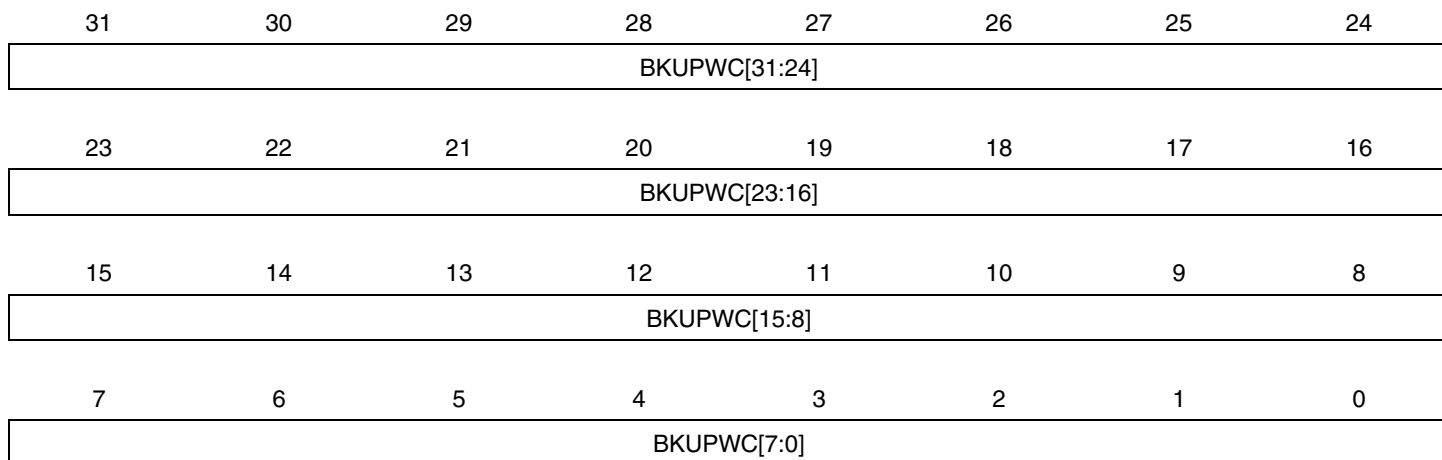 31 30 29 28 27 26 25 24
BKUPWC[31:24]
23 22 21 20 19 18 17 16
BKUPWC[23:16]
15 14 13 12 11 10 9 8
BKUPWC[15:8]
7 6 5 4 3 2 1 0
BKUPWC[7:0]